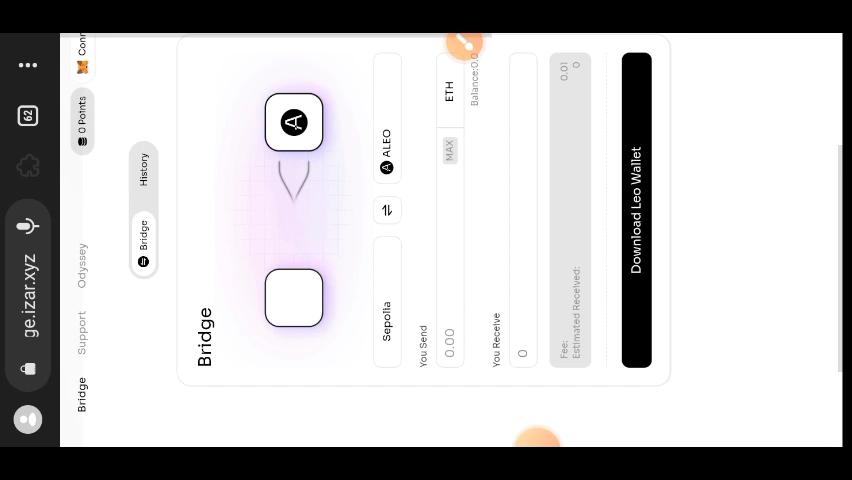 ge.izar.xyz
62
Bridge
Support
Odyssey
0 Points
Conn
Bridge
History
Bridge
Sepolia
ALEO
You Send
0.00
MAX
ETH
Balance:0.0
You Receive
0
Fee:
0.01
Estimated Received:
0
Download Leo Wallet